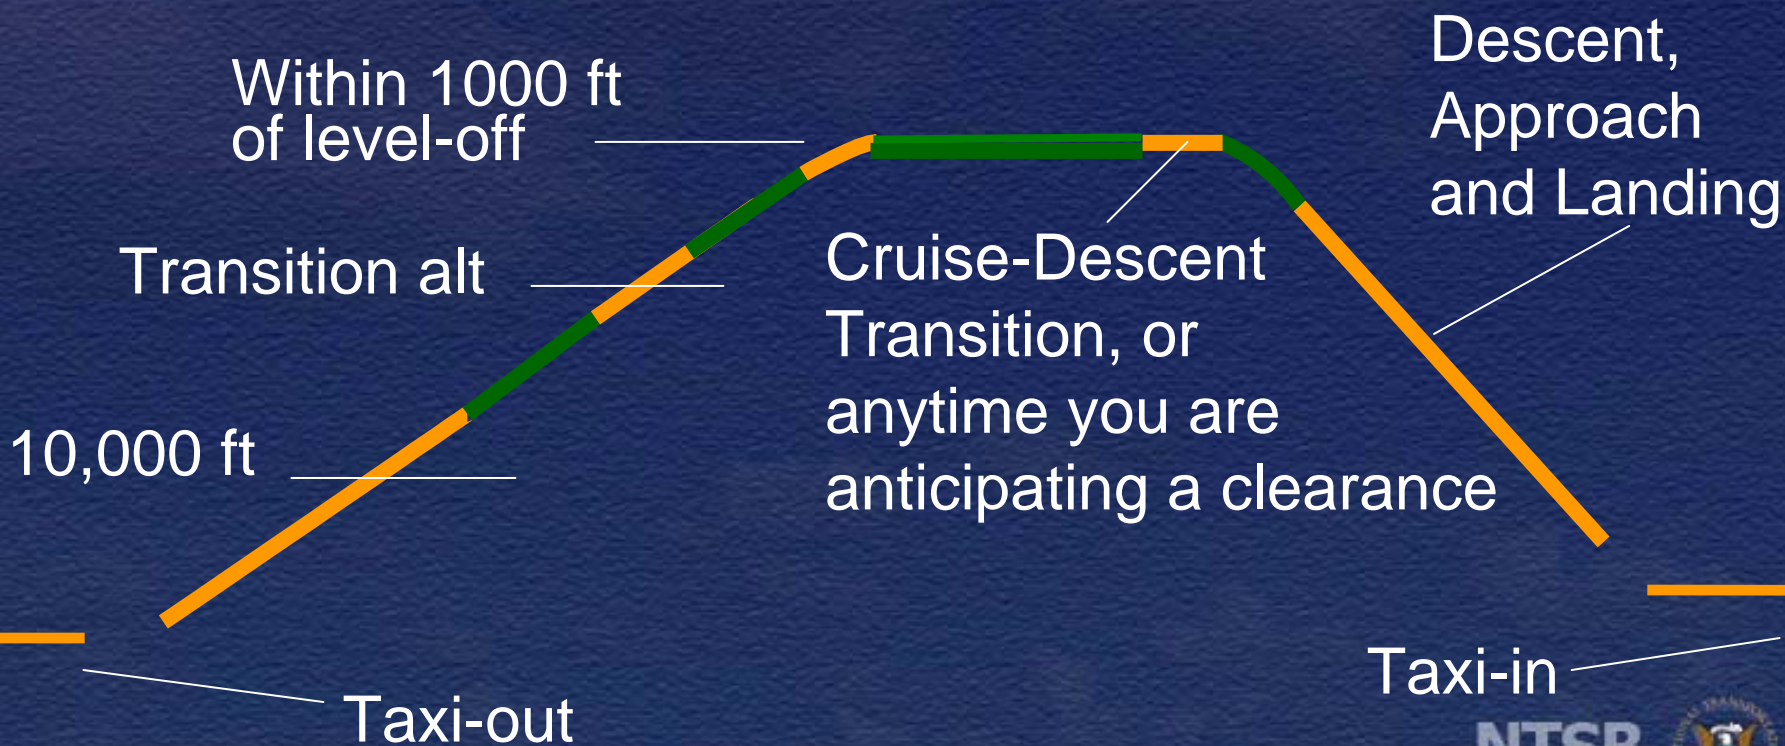 Within 1000 ft
of level-off
Descent,
Approach
and Landing
Transition alt
Cruise-Descent
Transition, or
anytime you are
anticipating a clearance
10,000 ft
Taxi-in
Taxi-out
NTSB